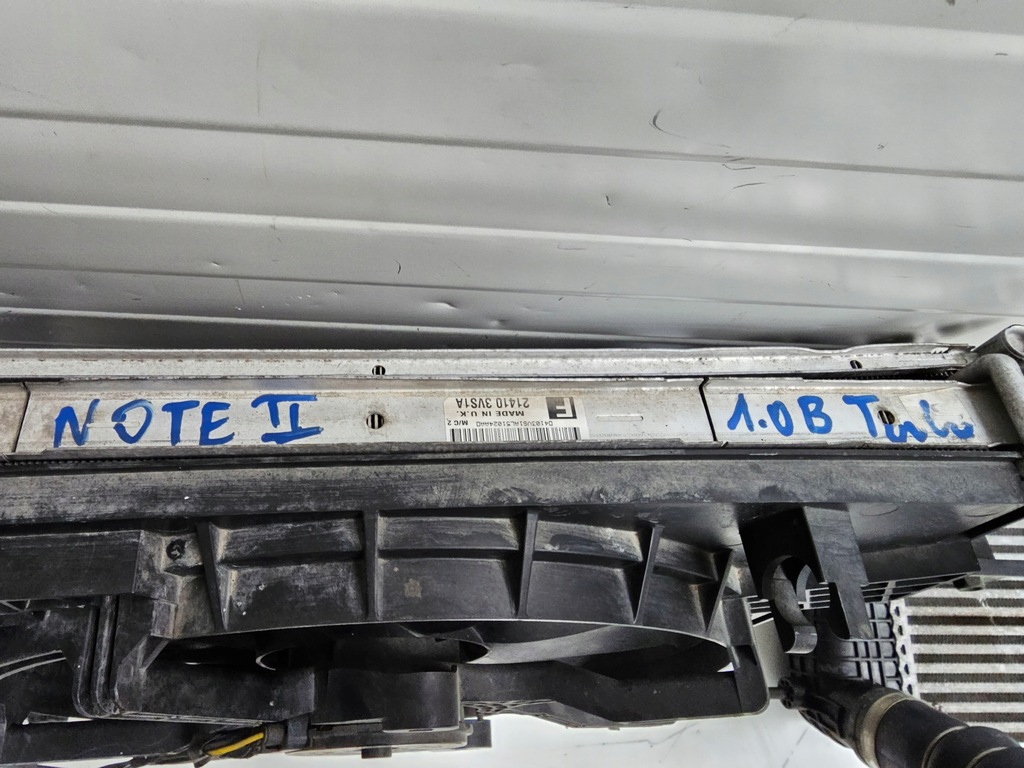 NOTE II
E
21410 3VS1A
MADE IN U.K. M/C 2
1.0B Turbo